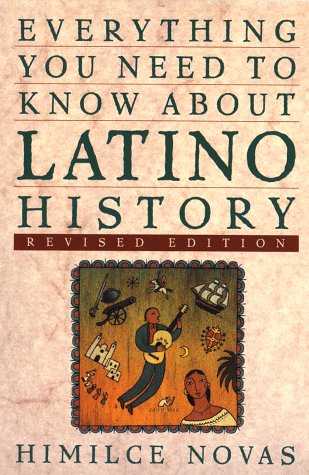 EVERYTHING
YOU NEED TO
KNOW ABOUT
LATINO
HISTORY
REVISED EDITION
HIMILCE NOVAS